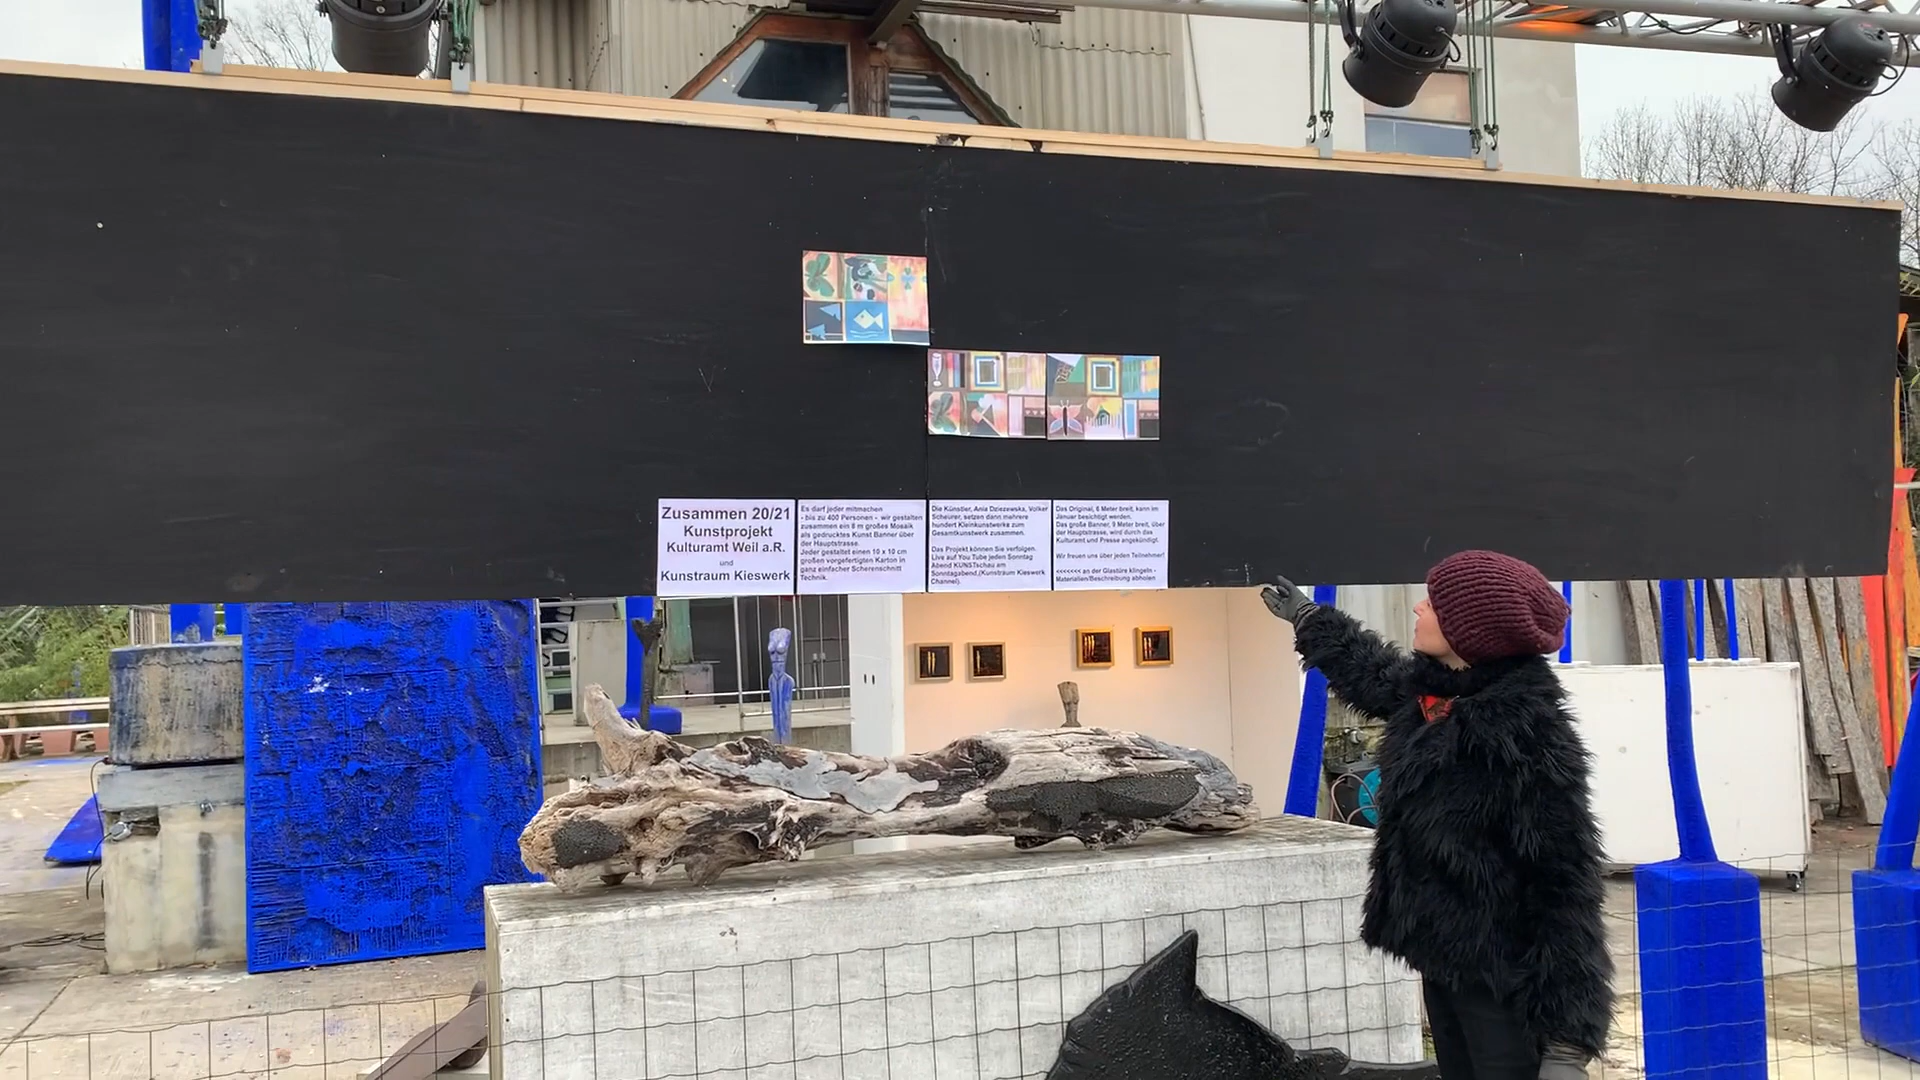 Zusammen 20/21
Kunstprojekt
Kulturamt Weil a.R.
und
Kunstraum Kieswerk
Es darf jeder mitmachen
- bis zu 400 Personen - wir gestalten
zusammen ein 8 m großes Mosaik
als gedrucktes Kunst Banner über
der Hauptstrasse.
Jeder gestaltet einen 10 x 10 cm
großen vorgefertigten Karton in
ganz einfacher Scherenschnitt
Technik.
Die Künstler, Ania Dziezewska, Volker
Scheurer, setzen dann mehrere
hundert Kleinkunstwerke zum
Gesamtkunstwerk zusammen.
Das Projekt können Sie verfolgen.
Live auf You Tube jeden Sonntag
Abend KUNSTschau am
Sonntagabend,(Kunstraum Kieswerk
Channel).
Das Original, 6 Meter breit, kann im
Januar besichtigt werden.
Das große Banner, 9 Meter breit, über
der Hauptstrasse, wird durch das
Kulturamt und Presse angekündigt.
Wir freuen uns über jeden Teilnehmer!
<<<<<<< an der Glastüre klingeln -
Materialien/Beschreibung abholen